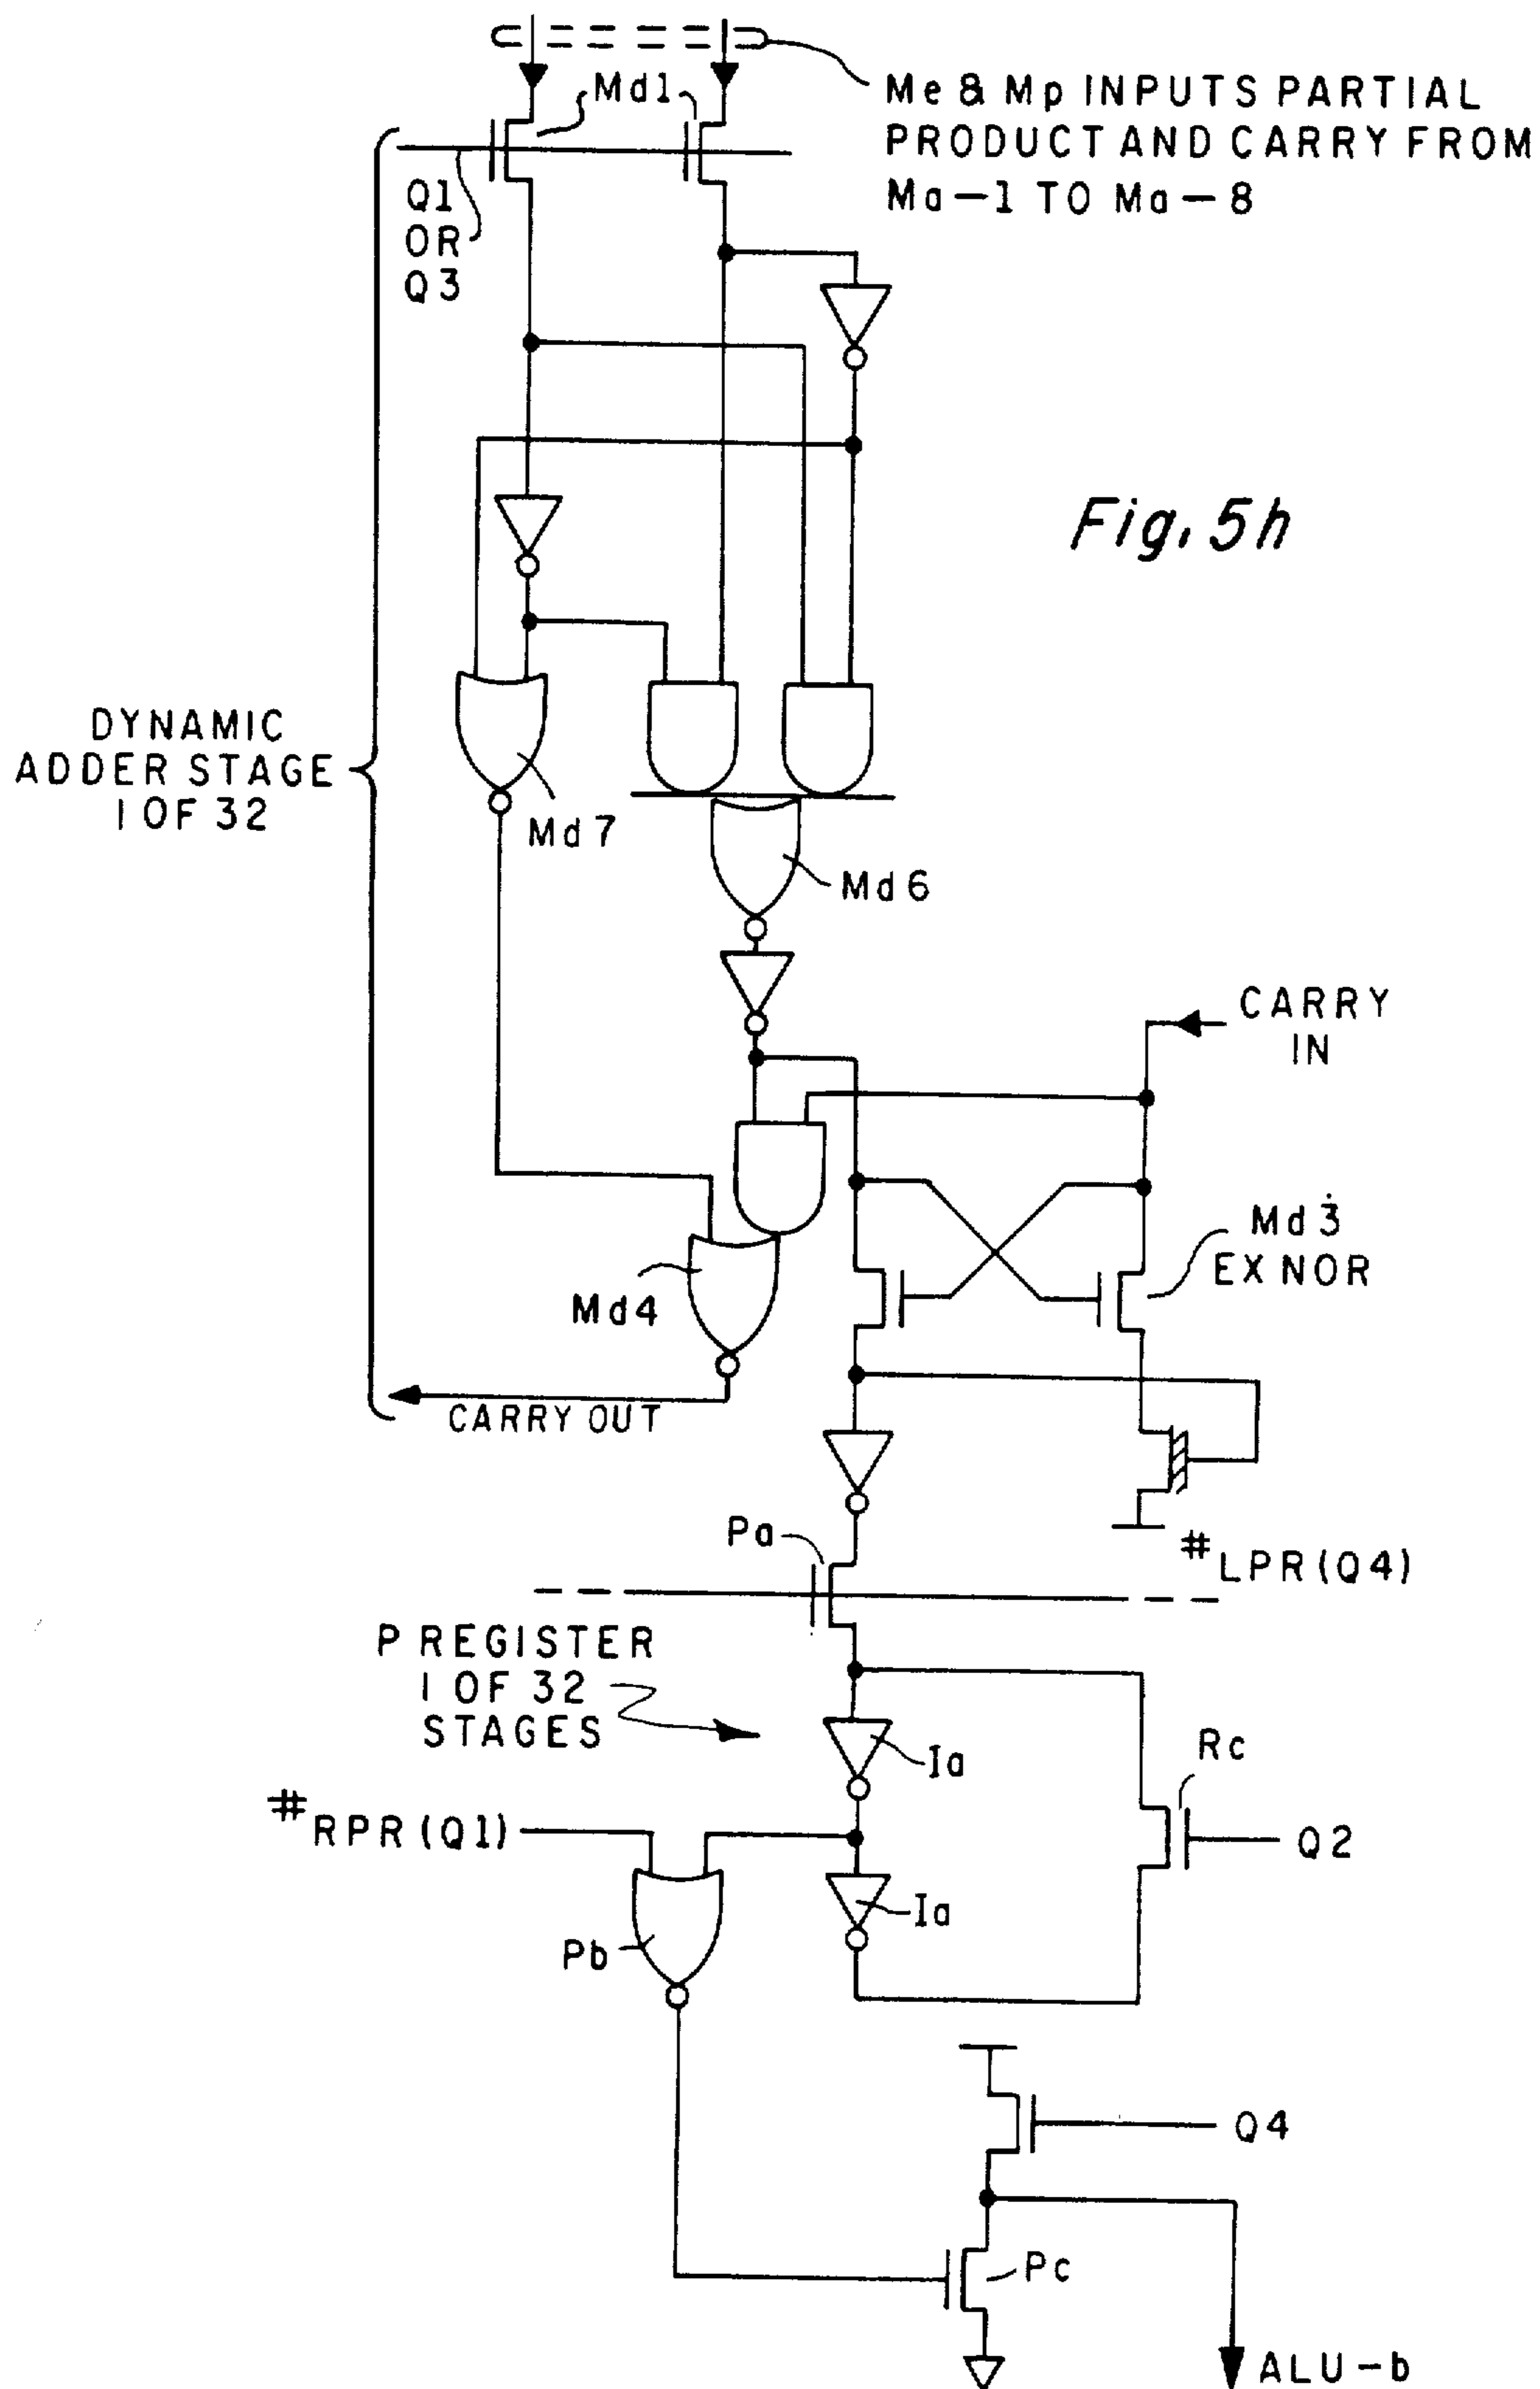 Md1
Me & Mp INPUTS PARTIAL
PRODUCT AND CARRY FROM
Ma-1 TO Ma-8
Q1
OR
Q3
Fig. 5h
DYNAMIC
ADDER STAGE
1 OF 32
Md7
Md6
CARRY
IN
Md3
EX NOR
Md4
CARRY OUT
Pa
#LPR(Q4)
P REGISTER
1 OF 32
STAGES
Ia
Rc
#RPR(Q1)
Q2
Ia
Pb
Q4
Pc
ALU-b